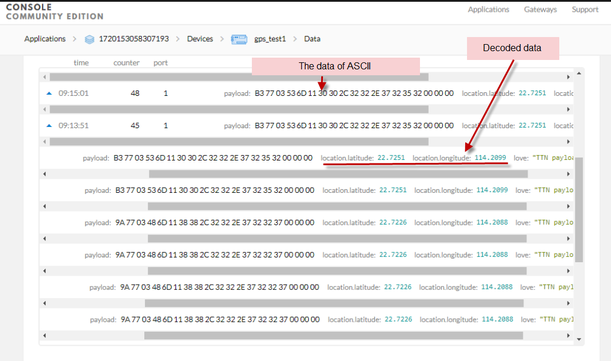 CONSOLE
COMMUNITY EDITION
Applications Gateways Support
Applications > 1720153058307193 > Devices > gps_test1 > Data
Decoded data
The data of ASCII
time counter port
09:15:01 48 1 payload: B3 77 03 53 6D 11 30 30 2C 32 32 2E 37 32 35 32 00 00 00 location.latitude: 22.7251 location
09:13:51 45 1 payload: B3 77 03 53 6D 11 30 30 2C 32 32 2E 37 32 35 32 00 00 00 location.latitude: 22.7251 location
payload: B3 77 03 53 6D 11 30 30 2C 32 32 2E 37 32 35 32 00 00 00 location.latitude: 22.7251 location.longitude: 114.2099 love: "TTN payloa
payload: B3 77 03 53 6D 11 30 30 2C 32 32 2E 37 32 35 32 00 00 00 location.latitude: 22.7251 location.longitude: 114.2099 love: "TTN paylo
payload: 9A 77 03 48 6D 11 38 38 2C 32 32 2E 37 32 32 37 00 00 00 location.latitude: 22.7226 location.longitude: 114.2088 love: "TTN paylo
payload: 9A 77 03 48 6D 11 38 38 2C 32 32 2E 37 32 32 37 00 00 00 location.latitude: 22.7226 location.longitude: 114.2088 love: "TTN paylo
payload: 9A 77 03 48 6D 11 38 38 2C 32 32 2E 37 32 32 37 00 00 00 location.latitude: 22.7226 location.longitude: 114.2088 love: "TTN payl
payload: 9A 77 03 48 6D 11 38 38 2C 32 32 2E 37 32 32 37 00 00 00 location.latitude: 22.7226 location.longitude: 114.2088 love: "TTN payl